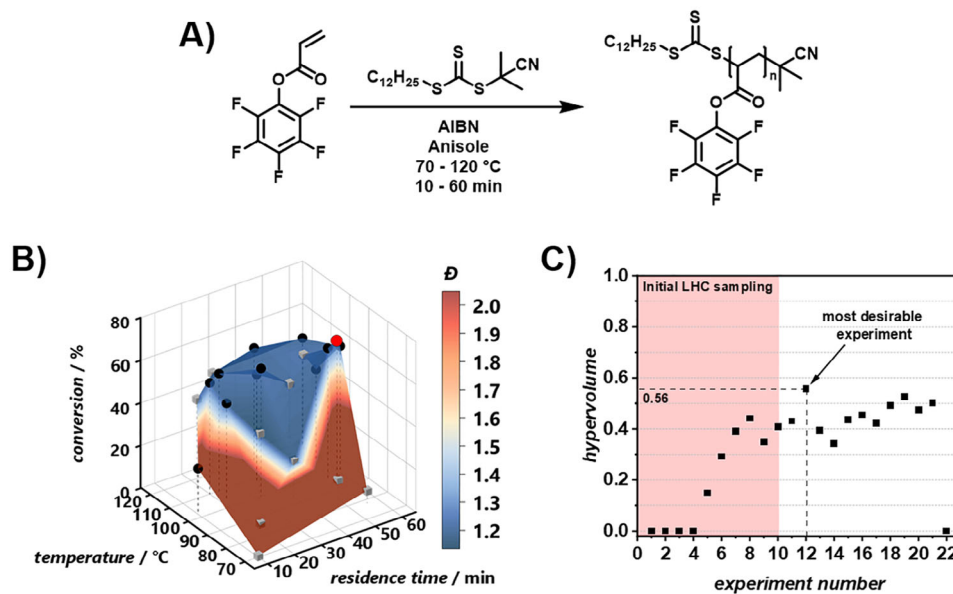 A)
O
O
F
F
F
F
F
C₁₂H₂₅
S
S
S
CN
AIBN
Anisole
70 - 120 °C
10 - 60 min
C₁₂H₂₅
S
S
S
n
CN
O
O
F
F
F
F
F
B)
conversion / %
80
60
40
20
0
120
110
100
90
80
70
temperature / °C
10
20
30
40
50
60
residence time / min
Đ
2.0
1.9
1.8
1.7
1.6
1.5
1.4
1.3
1.2
C)
hypervolume
1.0
0.8
0.6
0.4
0.2
0.0
Initial LHC sampling
most desirable
experiment
0.56
0 2 4 6 8 10 12 14 16 18 20 22
experiment number